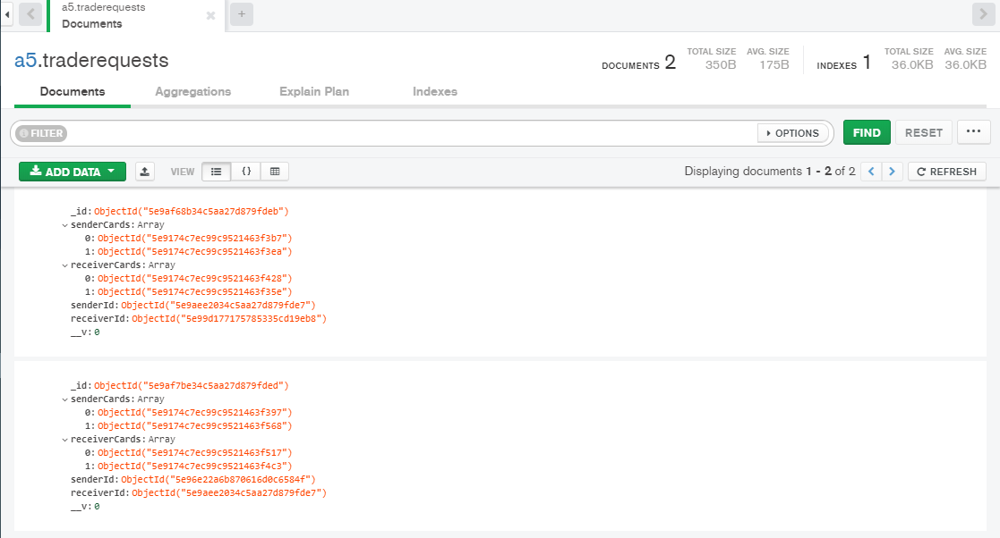 a5.traderequests
Documents
a5.traderequests
DOCUMENTS 2 TOTAL SIZE 350B AVG. SIZE 175B INDEXES 1 TOTAL SIZE 36.0KB AVG. SIZE 36.0KB
Documents Aggregations Explain Plan Indexes
FILTER OPTIONS FIND RESET ...
ADD DATA VIEW {} Displaying documents 1 - 2 of 2 REFRESH
_id: ObjectId("5e9af68b34c5aa27d879fdeb")
senderCards: Array
0: ObjectId("5e9174c7ec99c9521463f3b7")
1: ObjectId("5e9174c7ec99c9521463f3ea")
receiverCards: Array
0: ObjectId("5e9174c7ec99c9521463f428")
1: ObjectId("5e9174c7ec99c9521463f35e")
senderId: ObjectId("5e9aee2034c5aa27d879fde7")
receiverId: ObjectId("5e99d177175785335cd19eb8")
__v: 0
_id: ObjectId("5e9af7be34c5aa27d879fded")
senderCards: Array
0: ObjectId("5e9174c7ec99c9521463f397")
1: ObjectId("5e9174c7ec99c9521463f568")
receiverCards: Array
0: ObjectId("5e9174c7ec99c9521463f517")
1: ObjectId("5e9174c7ec99c9521463f4c3")
senderId: ObjectId("5e96e22a6b870616d0c6584f")
receiverId: ObjectId("5e9aee2034c5aa27d879fde7")
__v: 0